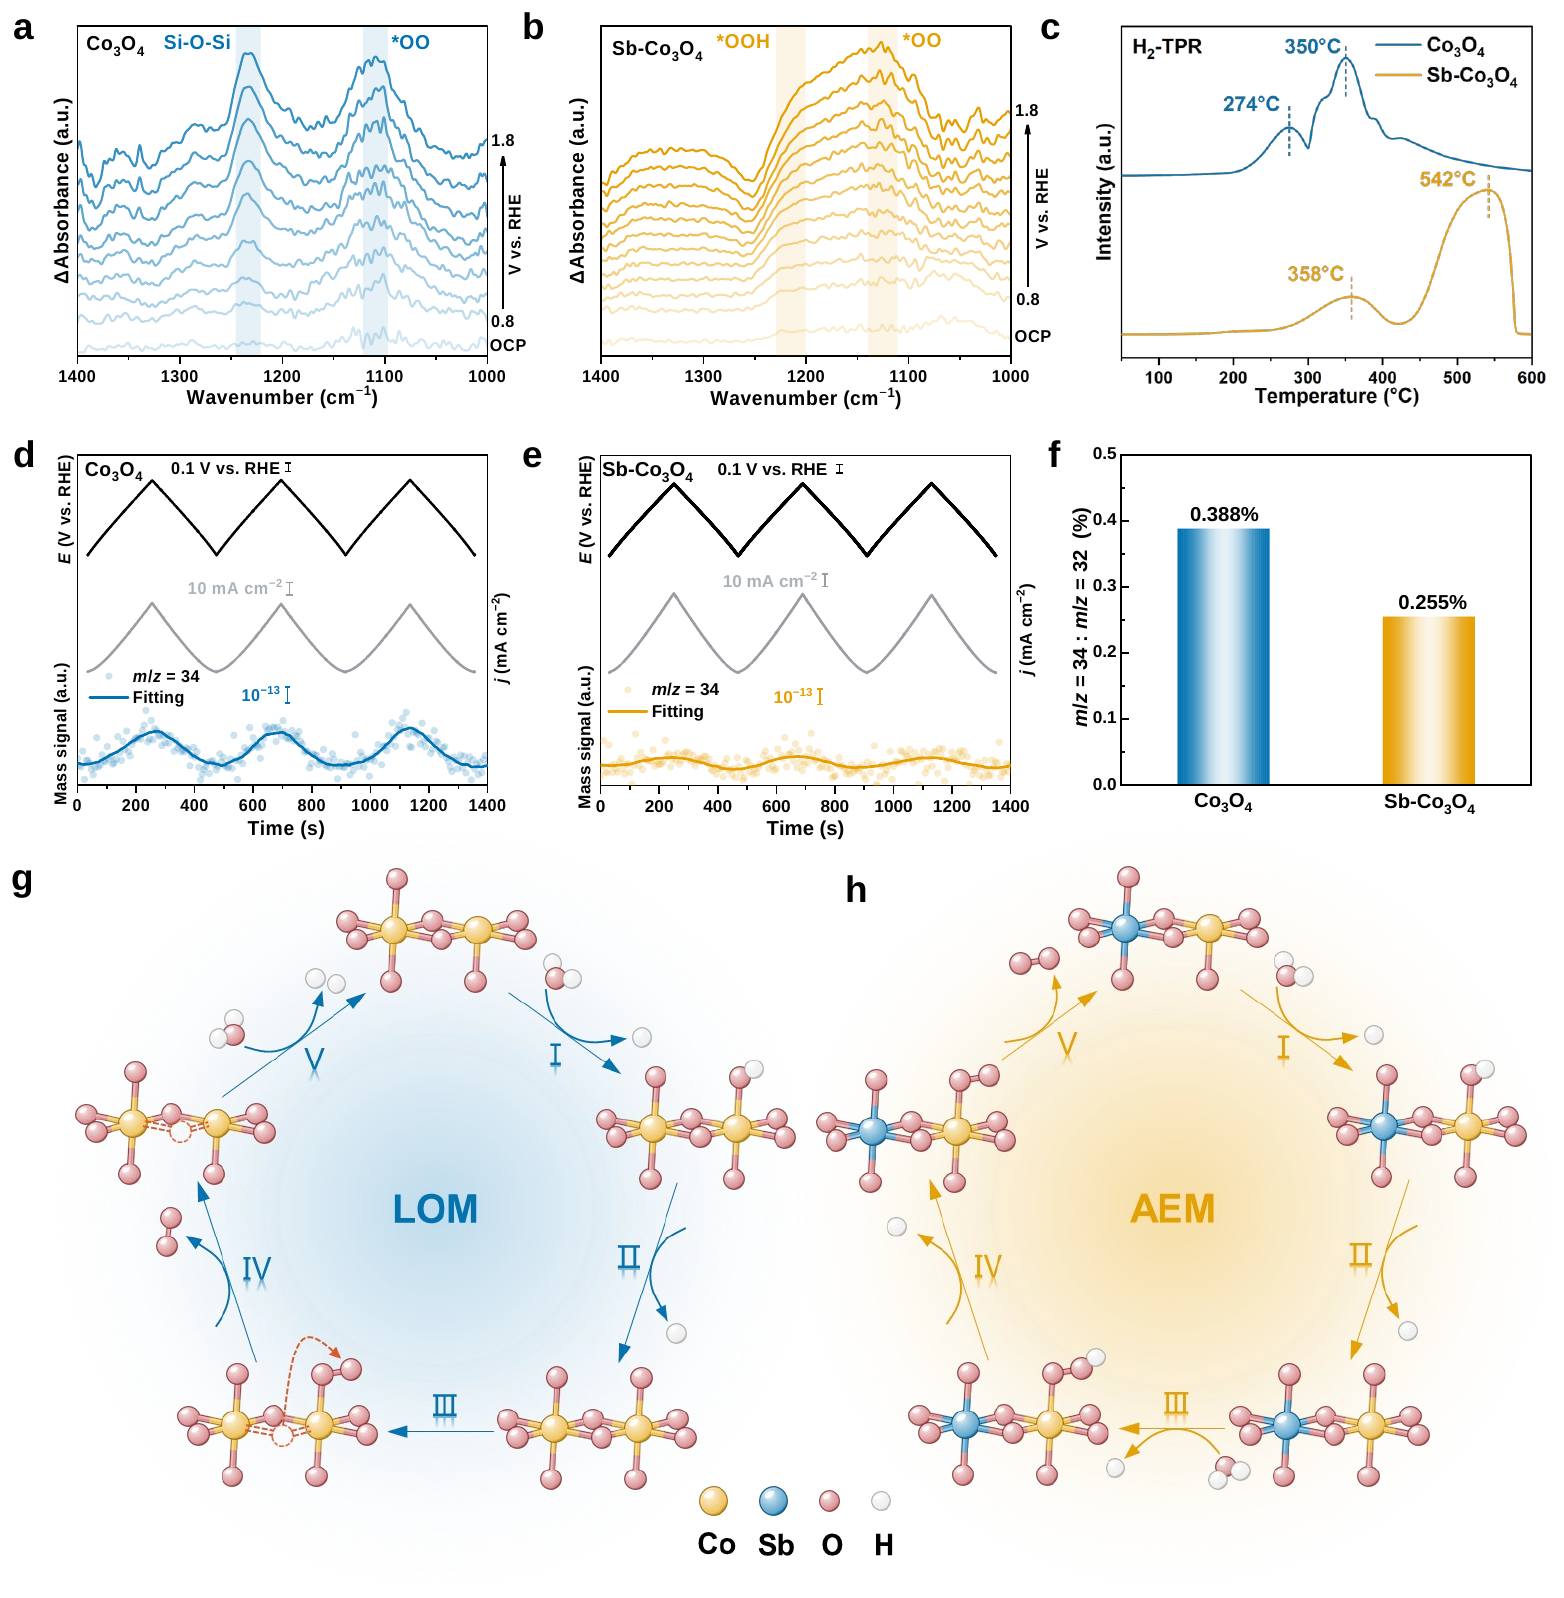 a
Co₃O₄
Si-O-Si
*OO
ΔAbsorbance (a.u.)
1.8
V vs. RHE
0.8
OCP
1400 1300 1200 1100 1000
Wavenumber (cm⁻¹)
b
Sb-Co₃O₄
*OOH
*OO
ΔAbsorbance (a.u.)
1.8
V vs. RHE
0.8
OCP
1400 1300 1200 1100 1000
Wavenumber (cm⁻¹)
c
H₂-TPR
350°C
Co₃O₄
Sb-Co₃O₄
274°C
542°C
358°C
Intensity (a.u.)
100 200 300 400 500 600
Temperature (°C)
d
Co₃O₄
0.1 V vs. RHE
E (V vs. RHE)
10 mA cm⁻²
j (mA cm⁻²)
m/z = 34
Fitting
10⁻¹³
Mass signal (a.u.)
0 200 400 600 800 1000 1200 1400
Time (s)
e
Sb-Co₃O₄
0.1 V vs. RHE
E (V vs. RHE)
10 mA cm⁻²
j (mA cm⁻²)
m/z = 34
Fitting
10⁻¹³
Mass signal (a.u.)
0 200 400 600 800 1000 1200 1400
Time (s)
f
m/z = 34 : m/z = 32 (%)
0.5
0.4
0.3
0.2
0.1
0.0
0.388%
0.255%
Co₃O₄
Sb-Co₃O₄
g
LOM
I
II
III
IV
V
h
AEM
I
II
III
IV
V
Co Sb O H